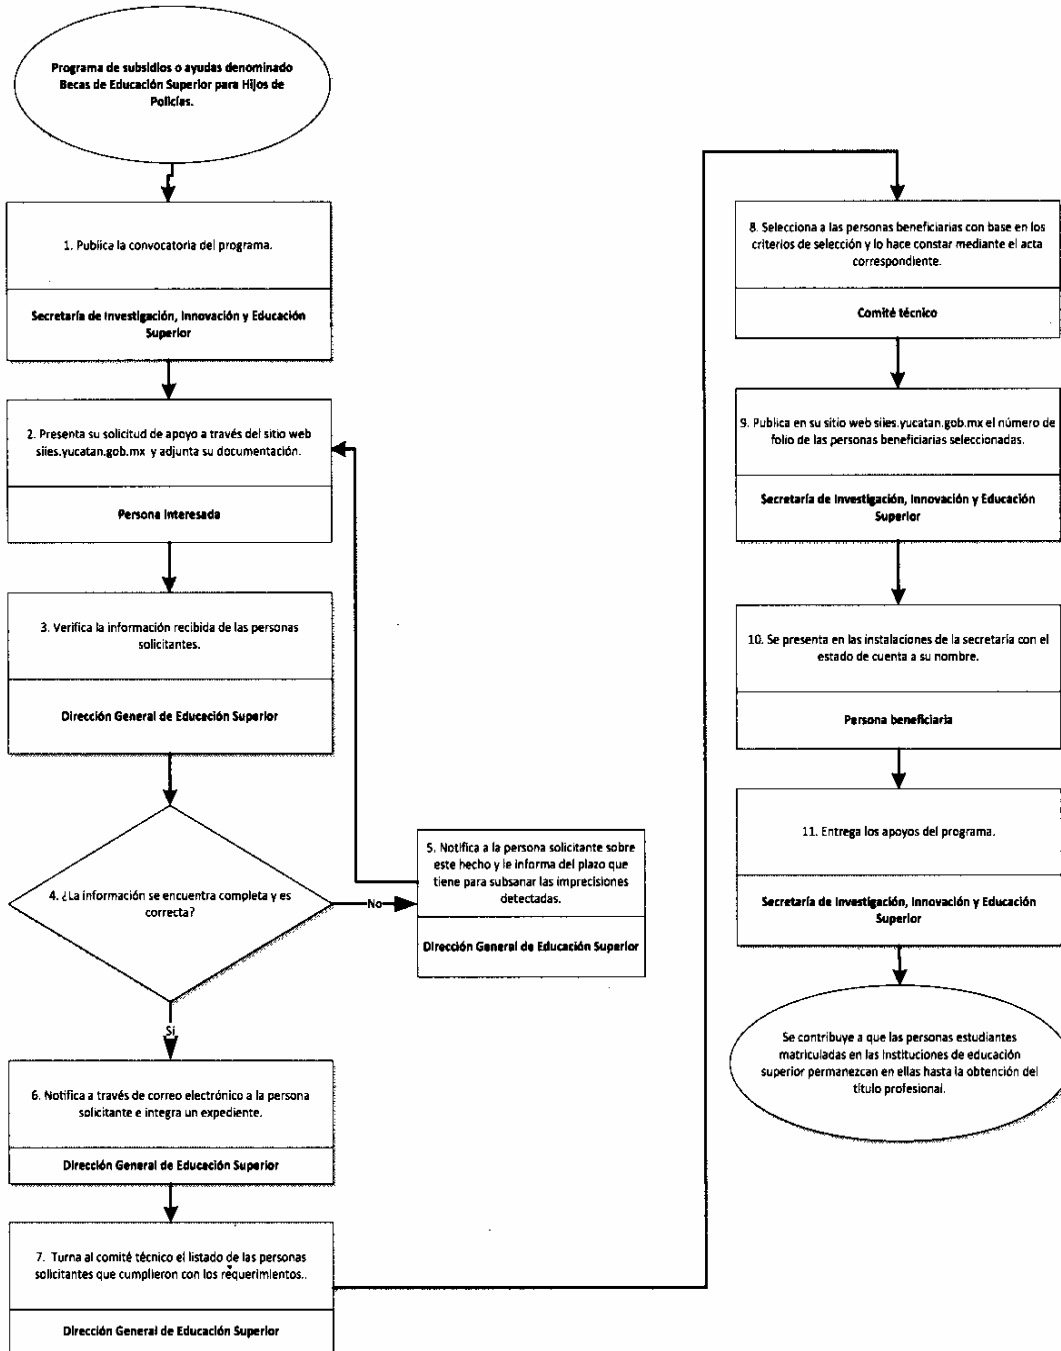 Programa de subsidios o ayudas denominado
Becas de Educación Superior para Hijos de
Policías.
1. Publica la convocatoria del programa.
Secretaría de Investigación, Innovación y Educación
Superior
2. Presenta su solicitud de apoyo a través del sitio web
siies.yucatan.gob.mx y adjunta su documentación.
Persona Interesada
3. Verifica la información recibida de las personas
solicitantes.
Dirección General de Educación Superior
4. ¿La información se encuentra completa y es
correcta?
No
5. Notifica a la persona solicitante sobre
este hecho y le informa del plazo que
tiene para subsanar las imprecisiones
detectadas.
Dirección General de Educación Superior
Sí
6. Notifica a través de correo electrónico a la persona
solicitante e integra un expediente.
Dirección General de Educación Superior
7. Turna al comité técnico el listado de las personas
solicitantes que cumplieron con los requerimientos..
Dirección General de Educación Superior
8. Selecciona a las personas beneficiarias con base en los
criterios de selección y lo hace constar mediante el acta
correspondiente.
Comité técnico
9. Publica en su sitio web siies.yucatan.gob.mx el número de
folio de las personas beneficiarias seleccionadas.
Secretaría de Investigación, Innovación y Educación
Superior
10. Se presenta en las instalaciones de la secretaría con el
estado de cuenta a su nombre.
Persona beneficiaria
11. Entrega los apoyos del programa.
Secretaría de Investigación, Innovación y Educación
Superior
Se contribuye a que las personas estudiantes
matriculadas en las Instituciones de educación
superior permanezcan en ellas hasta la obtención del
título profesional.